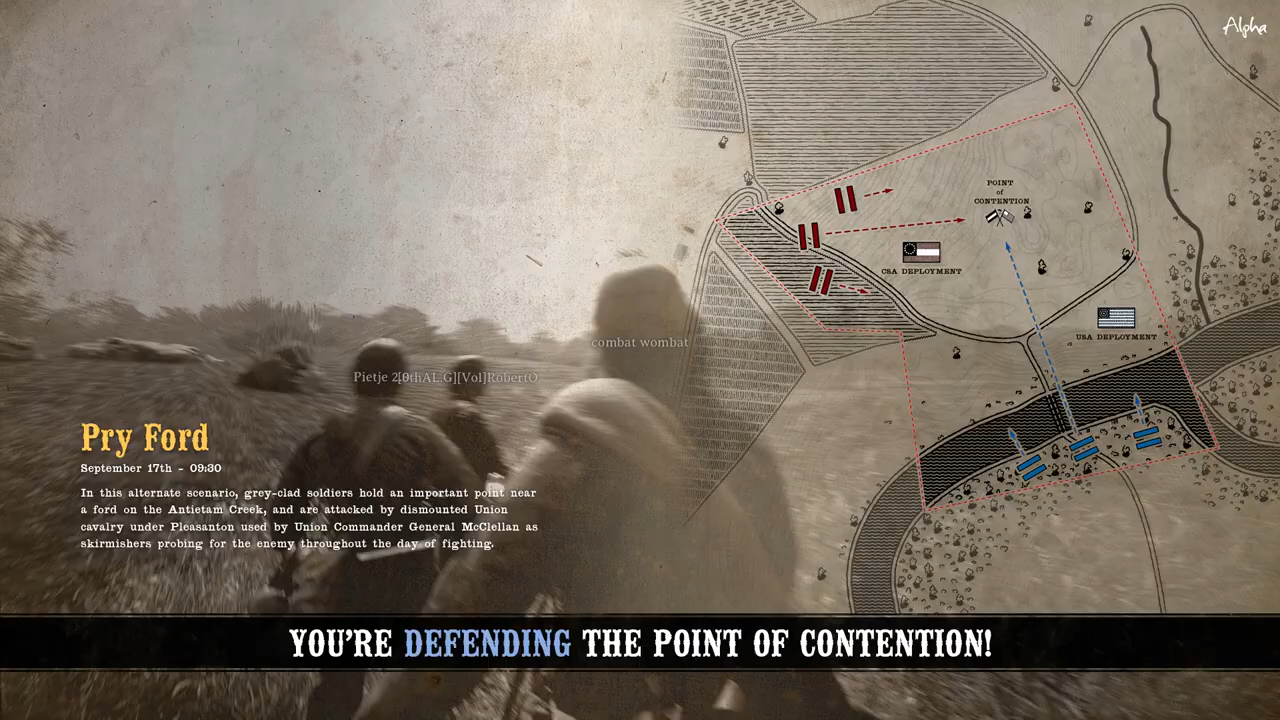 Alpha
POINT
of
CONTENTION
CSA DEPLOYMENT
USA DEPLOYMENT
combat wombat
Pietje 2[0thAL.G][Vol]RobertO
Pry Ford
September 17th - 09:30
In this alternate scenario, grey-clad soldiers hold an important point near
a ford on the Antietam Creek, and are attacked by dismounted Union
cavalry under Pleasanton used by Union Commander General McClellan as
skirmishers probing for the enemy throughout the day of fighting.
YOU'RE DEFENDING THE POINT OF CONTENTION!